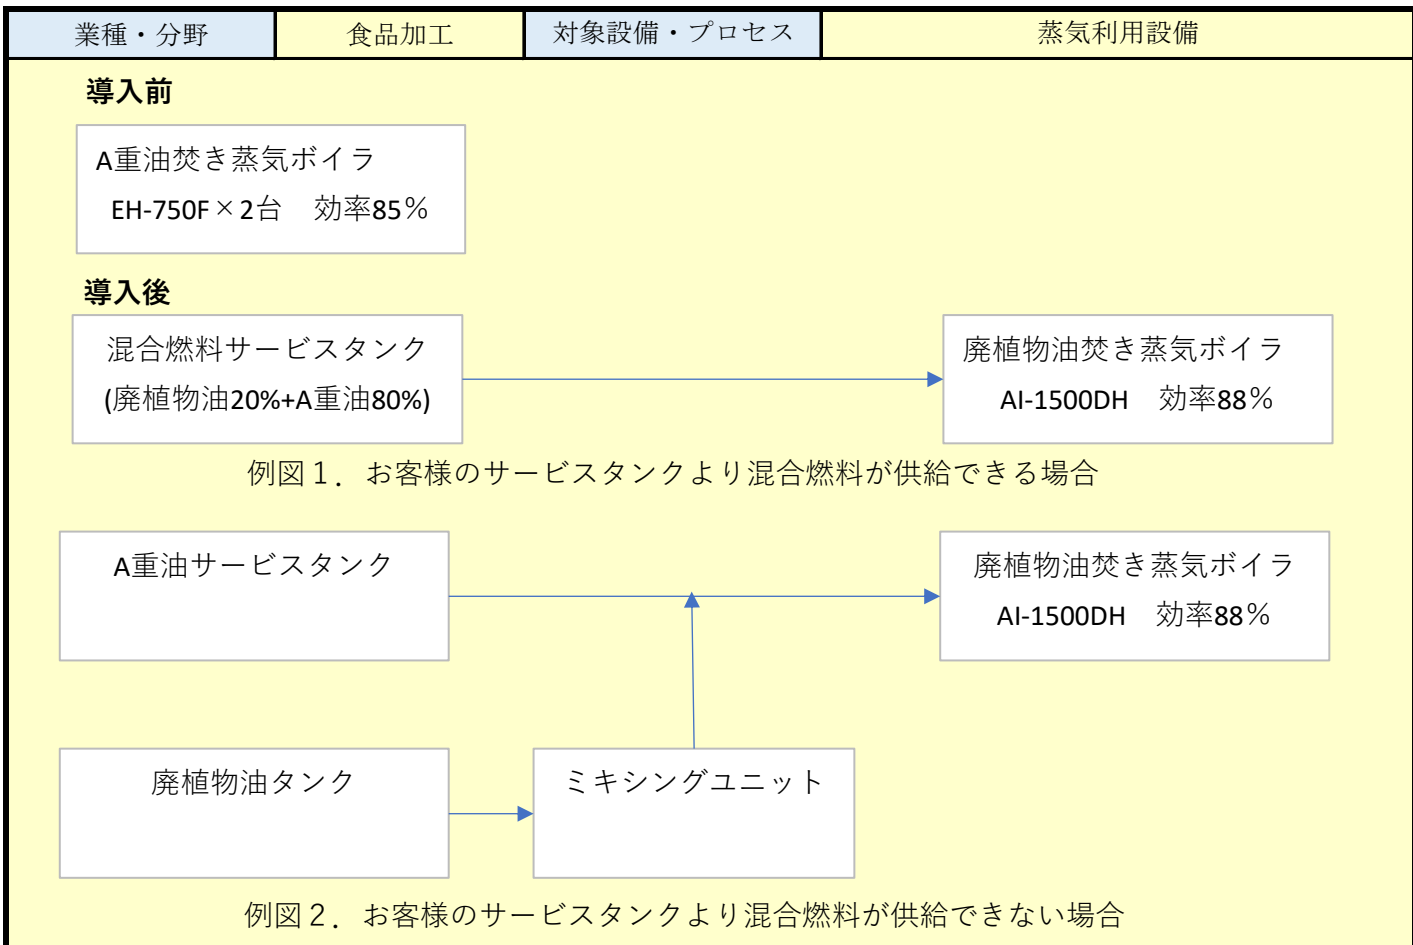 業種・分野 食品加工 対象設備・プロセス 蒸気利用設備
導入前
A重油焚き蒸気ボイラ
EH-750F×2台 効率85％
導入後
混合燃料サービスタンク
(廃植物油20%+A重油80%)
廃植物油焚き蒸気ボイラ
AI-1500DH 効率88％
例図１．お客様のサービスタンクより混合燃料が供給できる場合
A重油サービスタンク
廃植物油焚き蒸気ボイラ
AI-1500DH 効率88％
廃植物油タンク
ミキシングユニット
例図２．お客様のサービスタンクより混合燃料が供給できない場合